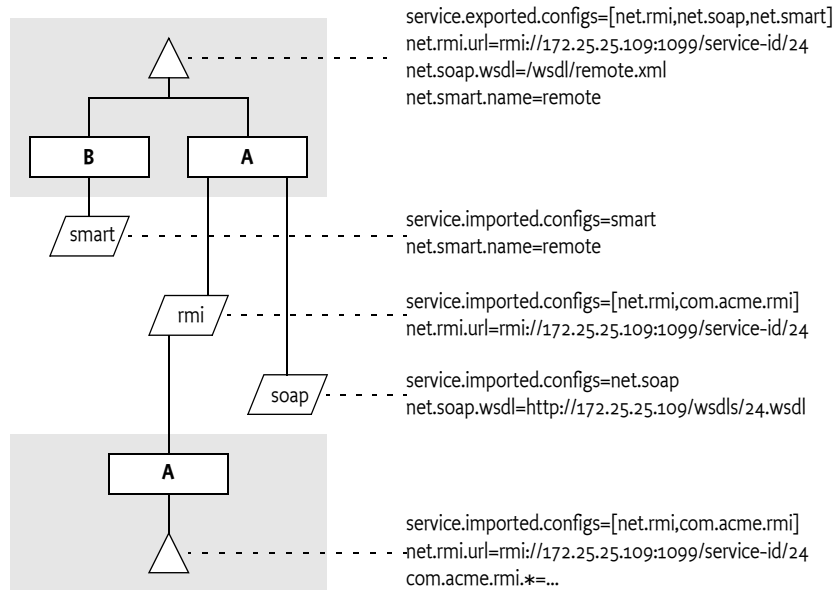 service.exported.configs=[net.rmi,net.soap,net.smart]
net.rmi.url=rmi://172.25.25.109:1099/service-id/24
net.soap.wsdl=/wsdl/remote.xml
net.smart.name=remote
B
A
smart
service.imported.configs=smart
net.smart.name=remote
rmi
service.imported.configs=[net.rmi,com.acme.rmi]
net.rmi.url=rmi://172.25.25.109:1099/service-id/24
soap
service.imported.configs=net.soap
net.soap.wsdl=http://172.25.25.109/wsdls/24.wsdl
A
service.imported.configs=[net.rmi,com.acme.rmi]
net.rmi.url=rmi://172.25.25.109:1099/service-id/24
com.acme.rmi.*=...